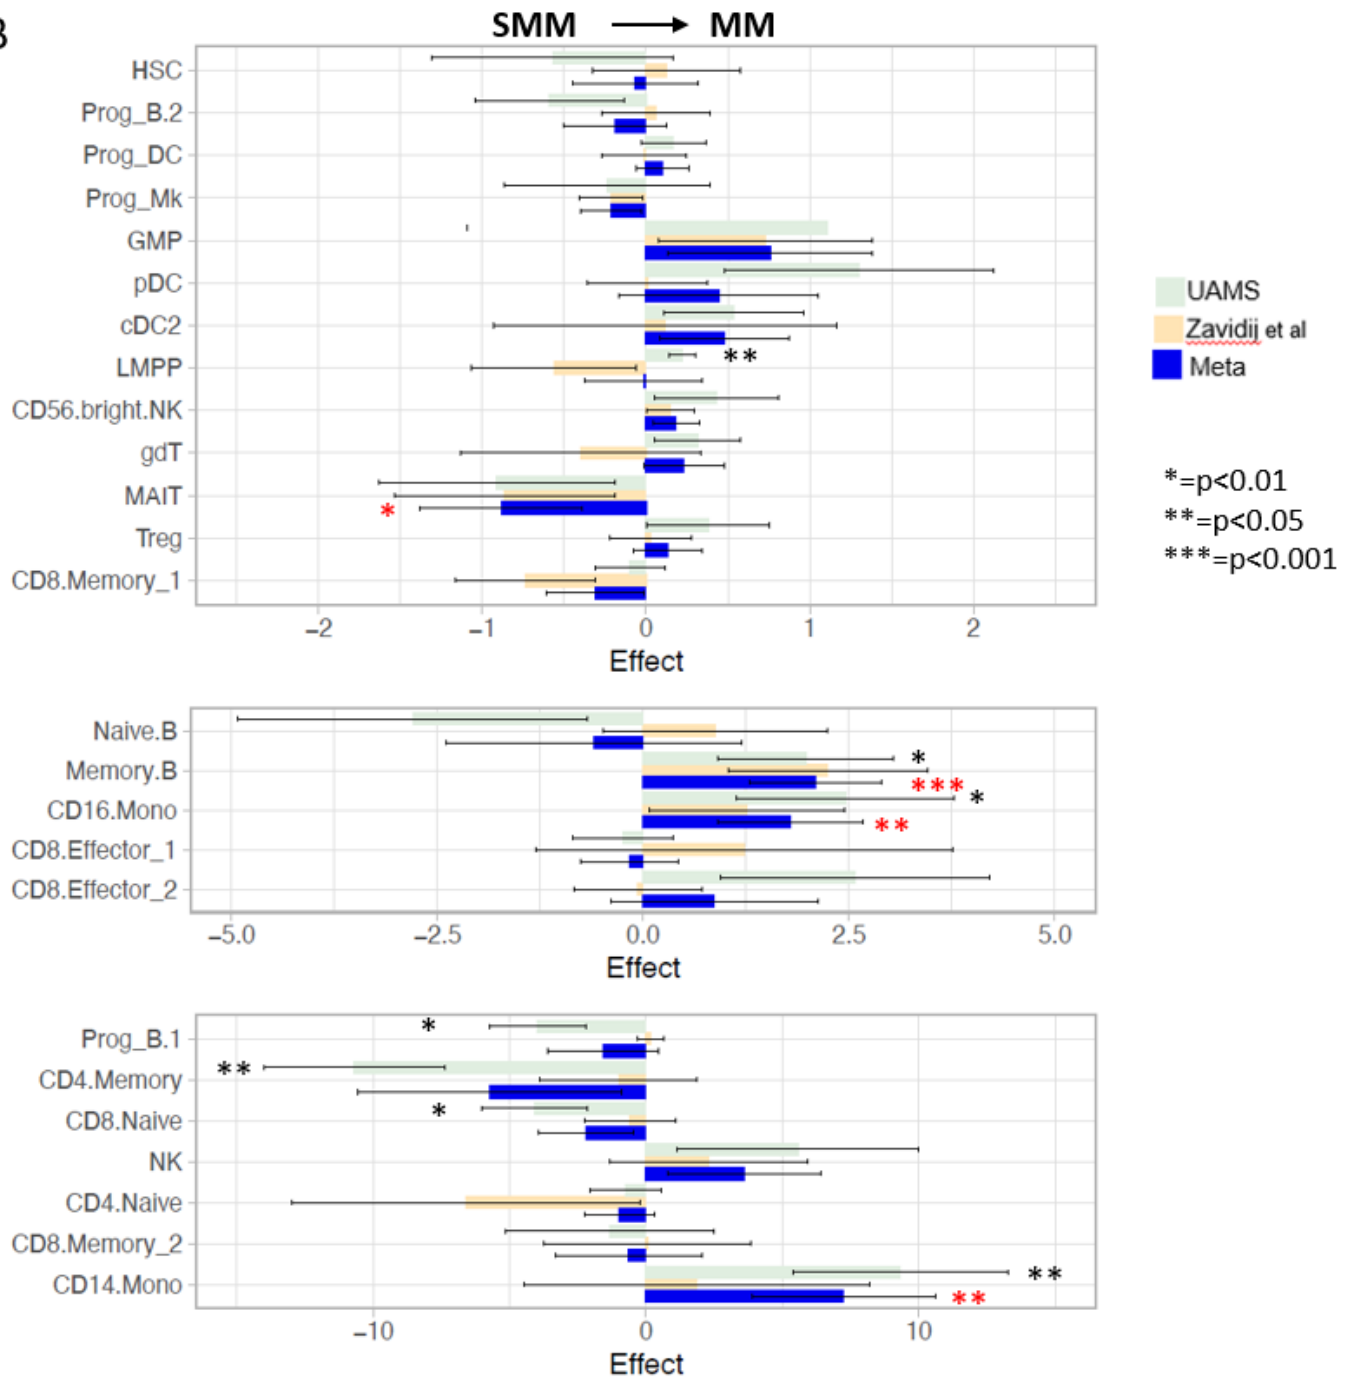 B
SMM → MM
HSC
Prog_B.2
Prog_DC
Prog_Mk
GMP
pDC
cDC2
LMPP **
CD56.bright.NK
gdT
MAIT *
Treg
CD8.Memory_1
−2 −1 0 1 2
Effect
UAMS
Zavidij et al
Meta
*=p<0.01
**=p<0.05
***=p<0.001
Naive.B
Memory.B *
***
CD16.Mono *
**
CD8.Effector_1
CD8.Effector_2
−5.0 −2.5 0.0 2.5 5.0
Effect
Prog_B.1 *
CD4.Memory **
CD8.Naive *
NK
CD4.Naive
CD8.Memory_2
CD14.Mono **
**
−10 0 10
Effect